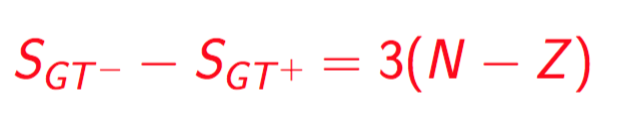 S_{GT^-} − S_{GT^+} = 3(N − Z)